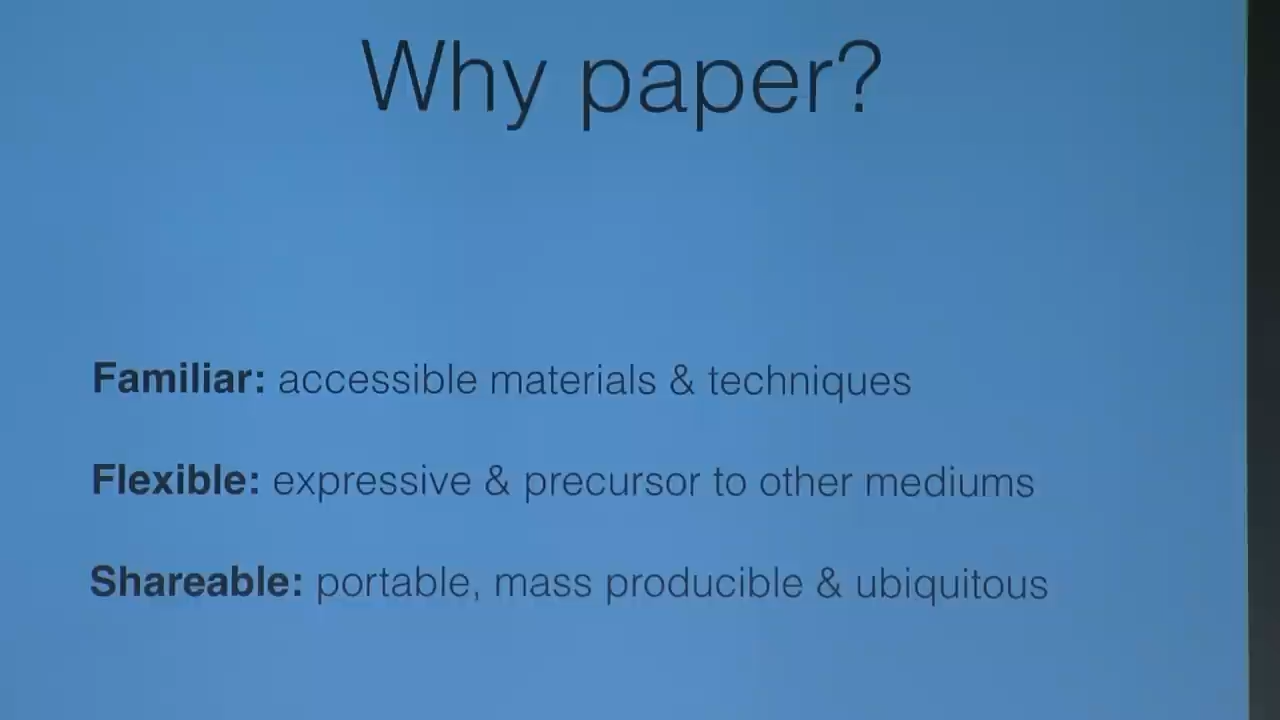 Why paper?
Familiar: accessible materials & techniques
Flexible: expressive & precursor to other mediums
Shareable: portable, mass producible & ubiquitous